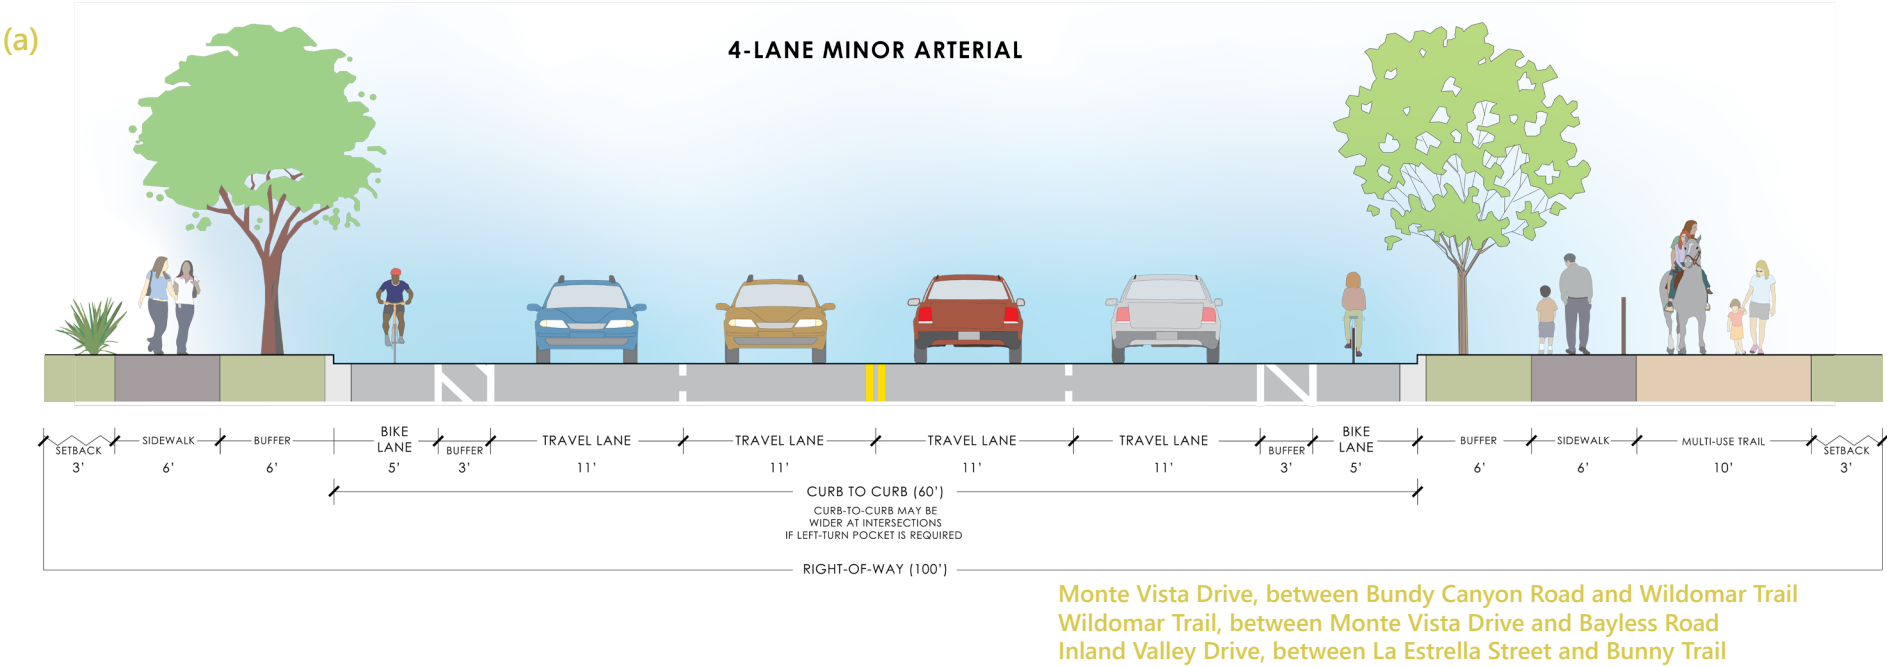 (a)
4-LANE MINOR ARTERIAL
SETBACK
3'
SIDEWALK
6'
BUFFER
6'
BIKE
LANE
5'
BUFFER
3'
TRAVEL LANE
11'
TRAVEL LANE
11'
TRAVEL LANE
11'
TRAVEL LANE
11'
BUFFER
3'
BIKE
LANE
5'
BUFFER
6'
SIDEWALK
6'
MULTI-USE TRAIL
10'
SETBACK
3'
CURB TO CURB (60')
CURB-TO-CURB MAY BE
WIDER AT INTERSECTIONS
IF LEFT-TURN POCKET IS REQUIRED
RIGHT-OF-WAY (100')
Monte Vista Drive, between Bundy Canyon Road and Wildomar Trail
Wildomar Trail, between Monte Vista Drive and Bayless Road
Inland Valley Drive, between La Estrella Street and Bunny Trail